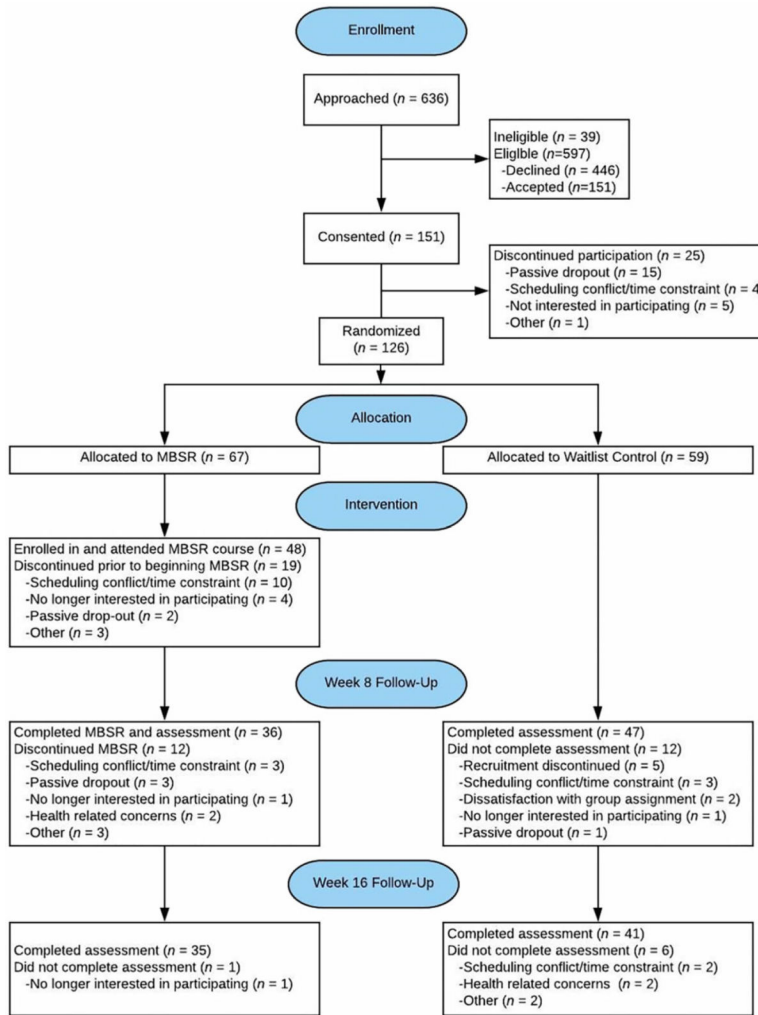 Enrollment
Approached (n = 636)
Ineligible (n = 39)
Eliglble (n=597)
-Declined (n = 446)
-Accepted (n=151)
Consented (n = 151)
Discontinued participation (n = 25)
-Passive dropout (n = 15)
-Scheduling conflict/time constraint (n = 4
-Not interested in participating (n = 5)
-Other (n = 1)
Randomized
(n = 126)
Allocation
Allocated to MBSR (n = 67)
Allocated to Waitlist Control (n = 59)
Intervention
Enrolled in and attended MBSR course (n = 48)
Discontinued prior to beginning MBSR (n = 19)
-Scheduling conflict/time constraint (n = 10)
-No longer interested in participating (n = 4)
-Passive drop-out (n = 2)
-Other (n = 3)
Week 8 Follow-Up
Completed MBSR and assessment (n = 36)
Discontinued MBSR (n = 12)
-Scheduling conflict/time constraint (n = 3)
-Passive dropout (n = 3)
-No longer interested in participating (n = 1)
-Health related concerns (n = 2)
-Other (n = 3)
Completed assessment (n = 47)
Did not complete assessment (n = 12)
-Recruitment discontinued (n = 5)
-Scheduling conflict/time constraint (n = 3)
-Dissatisfaction with group assignment (n = 2)
-No longer interested in participating (n = 1)
-Passive dropout (n = 1)
Week 16 Follow-Up
Completed assessment (n = 35)
Did not complete assessment (n = 1)
-No longer interested in participating (n = 1)
Completed assessment (n = 41)
Did not complete assessment (n = 6)
-Scheduling conflict/time constraint (n = 2)
-Health related concerns (n = 2)
-Other (n = 2)